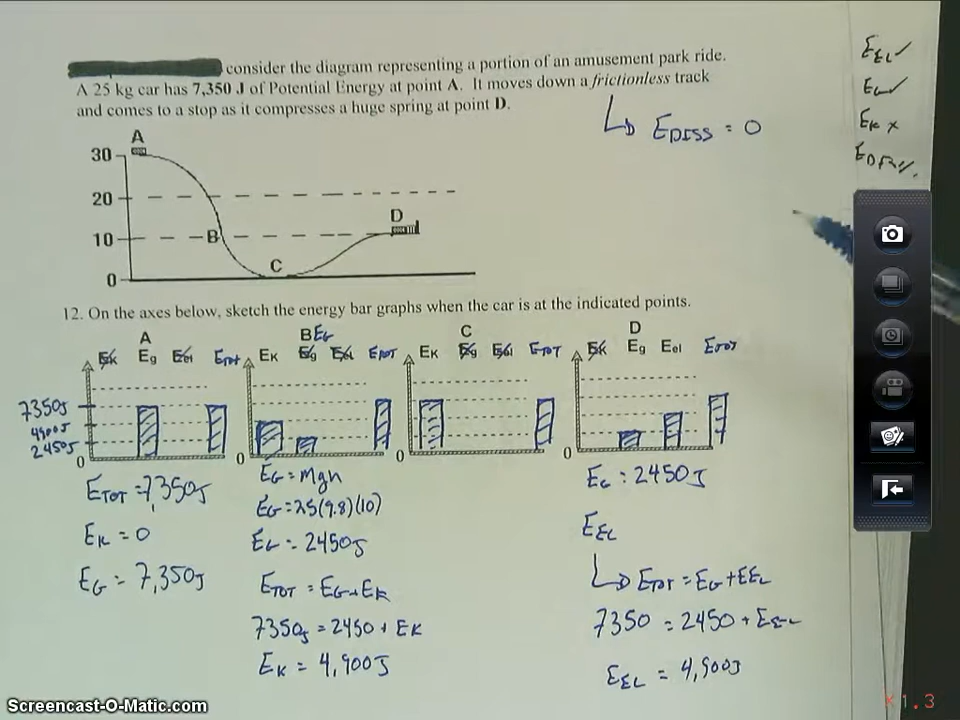 consider the diagram representing a portion of an amusement park ride.
A 25 kg car has 7,350 J of Potential Energy at point A. It moves down a frictionless track
and comes to a stop as it compresses a huge spring at point D.
EDISS = 0
EEL ✓
EG ✓
EK x
A
30
20
10
0
B
C
D
12. On the axes below, sketch the energy bar graphs when the car is at the indicated points.
A
Ek Eg Eel ETOT
7350J
4900J
2450J
0
B EG
EK Eg Eel ETOT
0
C
EK Eg Eel ETOT
0
D
EK Eg Eel ETOT
0
ETOT = 7,350J
EK = 0
EG = 7,350J
EG = mgh
EG = 25(9.8)(10)
EG = 2450J
ETOT = EG + EK
7350J = 2450 + EK
EK = 4,900J
EG = 2450J
EEL
ETOT = EG + EEL
7350 = 2450 + EEL
EEL = 4,900J
Screencast-O-Matic.com
x1.3